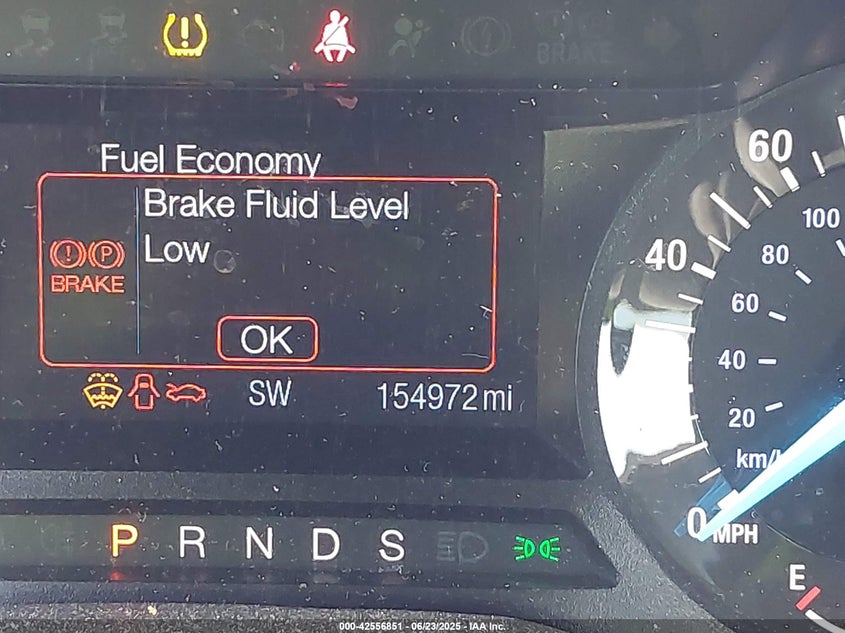 BRAKE
Fuel Economy
Brake Fluid Level
Low
P
BRAKE
OK
SW
154972 mi
P R N D S
60
40
100
80
60
40
20
km/h
0
MPH
E
000-42556851 - 06/23/2025 - IAA Inc.